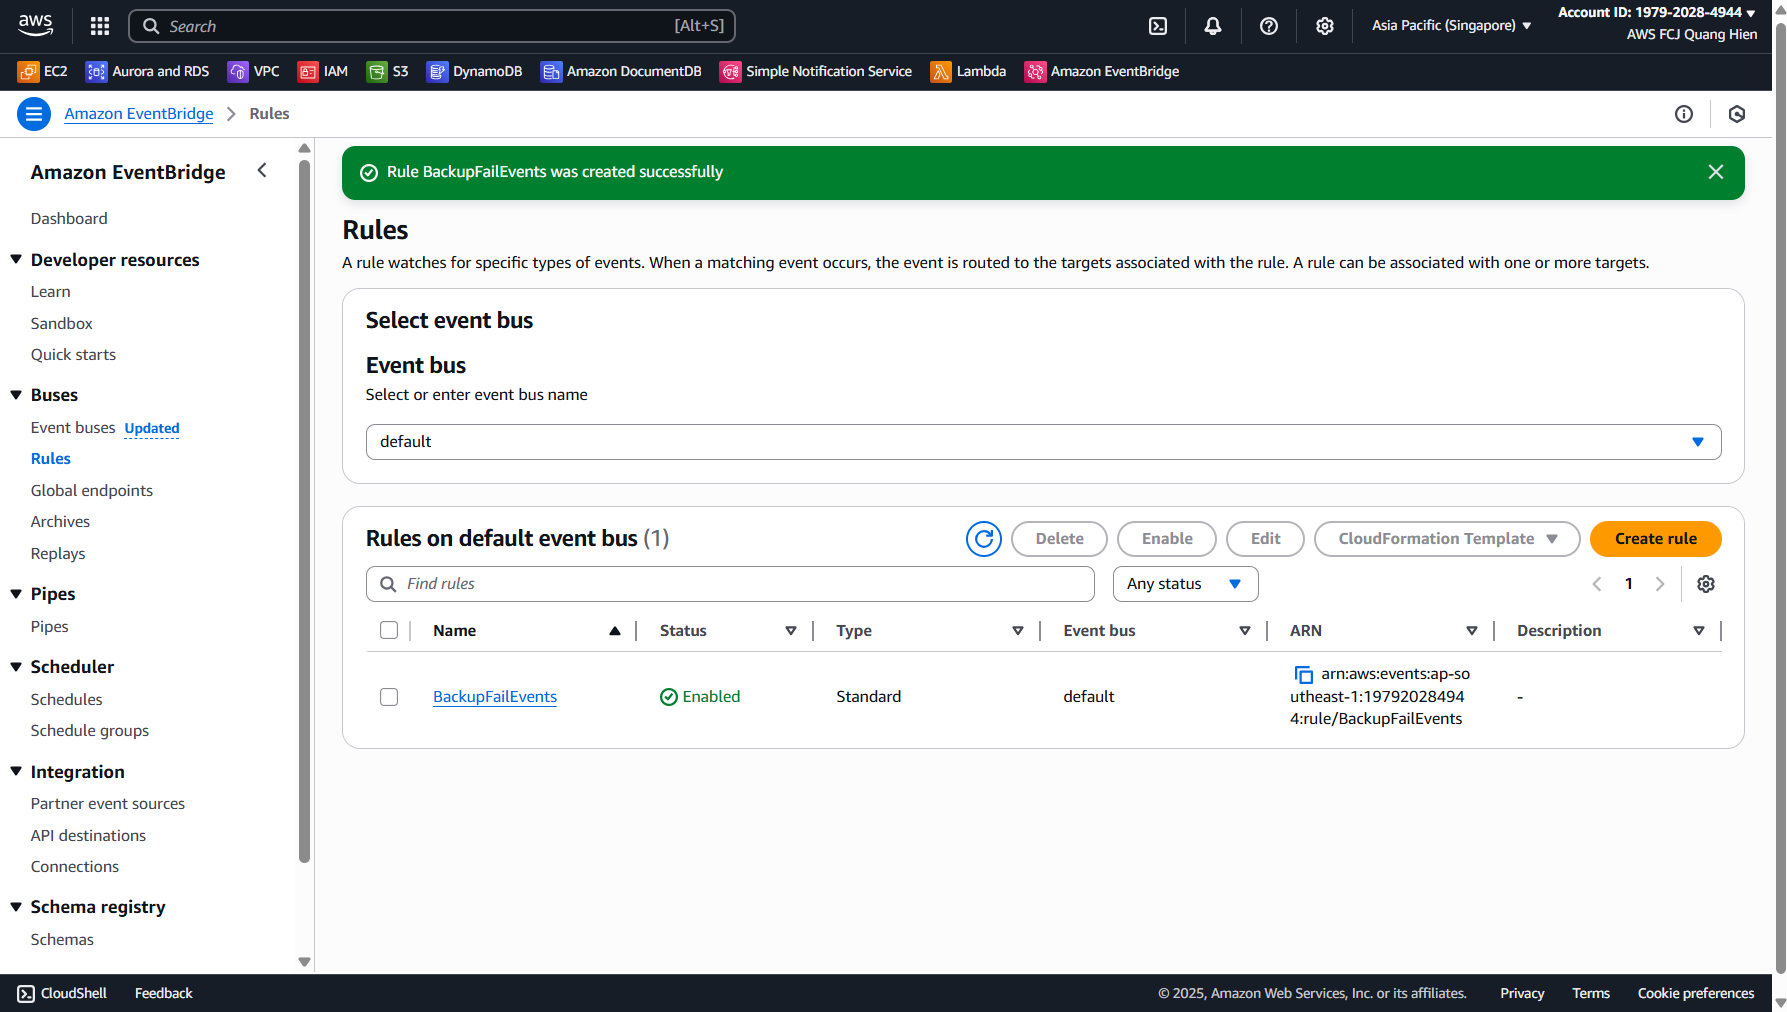 aws
Search
[Alt+S]
Asia Pacific (Singapore)
Account ID: 1979-2028-4944
AWS FCJ Quang Hien
EC2
Aurora and RDS
VPC
IAM
S3
DynamoDB
Amazon DocumentDB
Simple Notification Service
Lambda
Amazon EventBridge
Amazon EventBridge
Rules
Amazon EventBridge
Dashboard
Developer resources
Learn
Sandbox
Quick starts
Buses
Event buses Updated
Rules
Global endpoints
Archives
Replays
Pipes
Pipes
Scheduler
Schedules
Schedule groups
Integration
Partner event sources
API destinations
Connections
Schema registry
Schemas
Rule BackupFailEvents was created successfully
Rules
A rule watches for specific types of events. When a matching event occurs, the event is routed to the targets associated with the rule. A rule can be associated with one or more targets.
Select event bus
Event bus
Select or enter event bus name
default
Rules on default event bus (1)
Delete
Enable
Edit
CloudFormation Template
Create rule
Find rules
Any status
1
Name
Status
Type
Event bus
ARN
Description
BackupFailEvents
Enabled
Standard
default
arn:aws:events:ap-so
utheast-1:19792028494
4:rule/BackupFailEvents
-
CloudShell
Feedback
© 2025, Amazon Web Services, Inc. or its affiliates.
Privacy
Terms
Cookie preferences